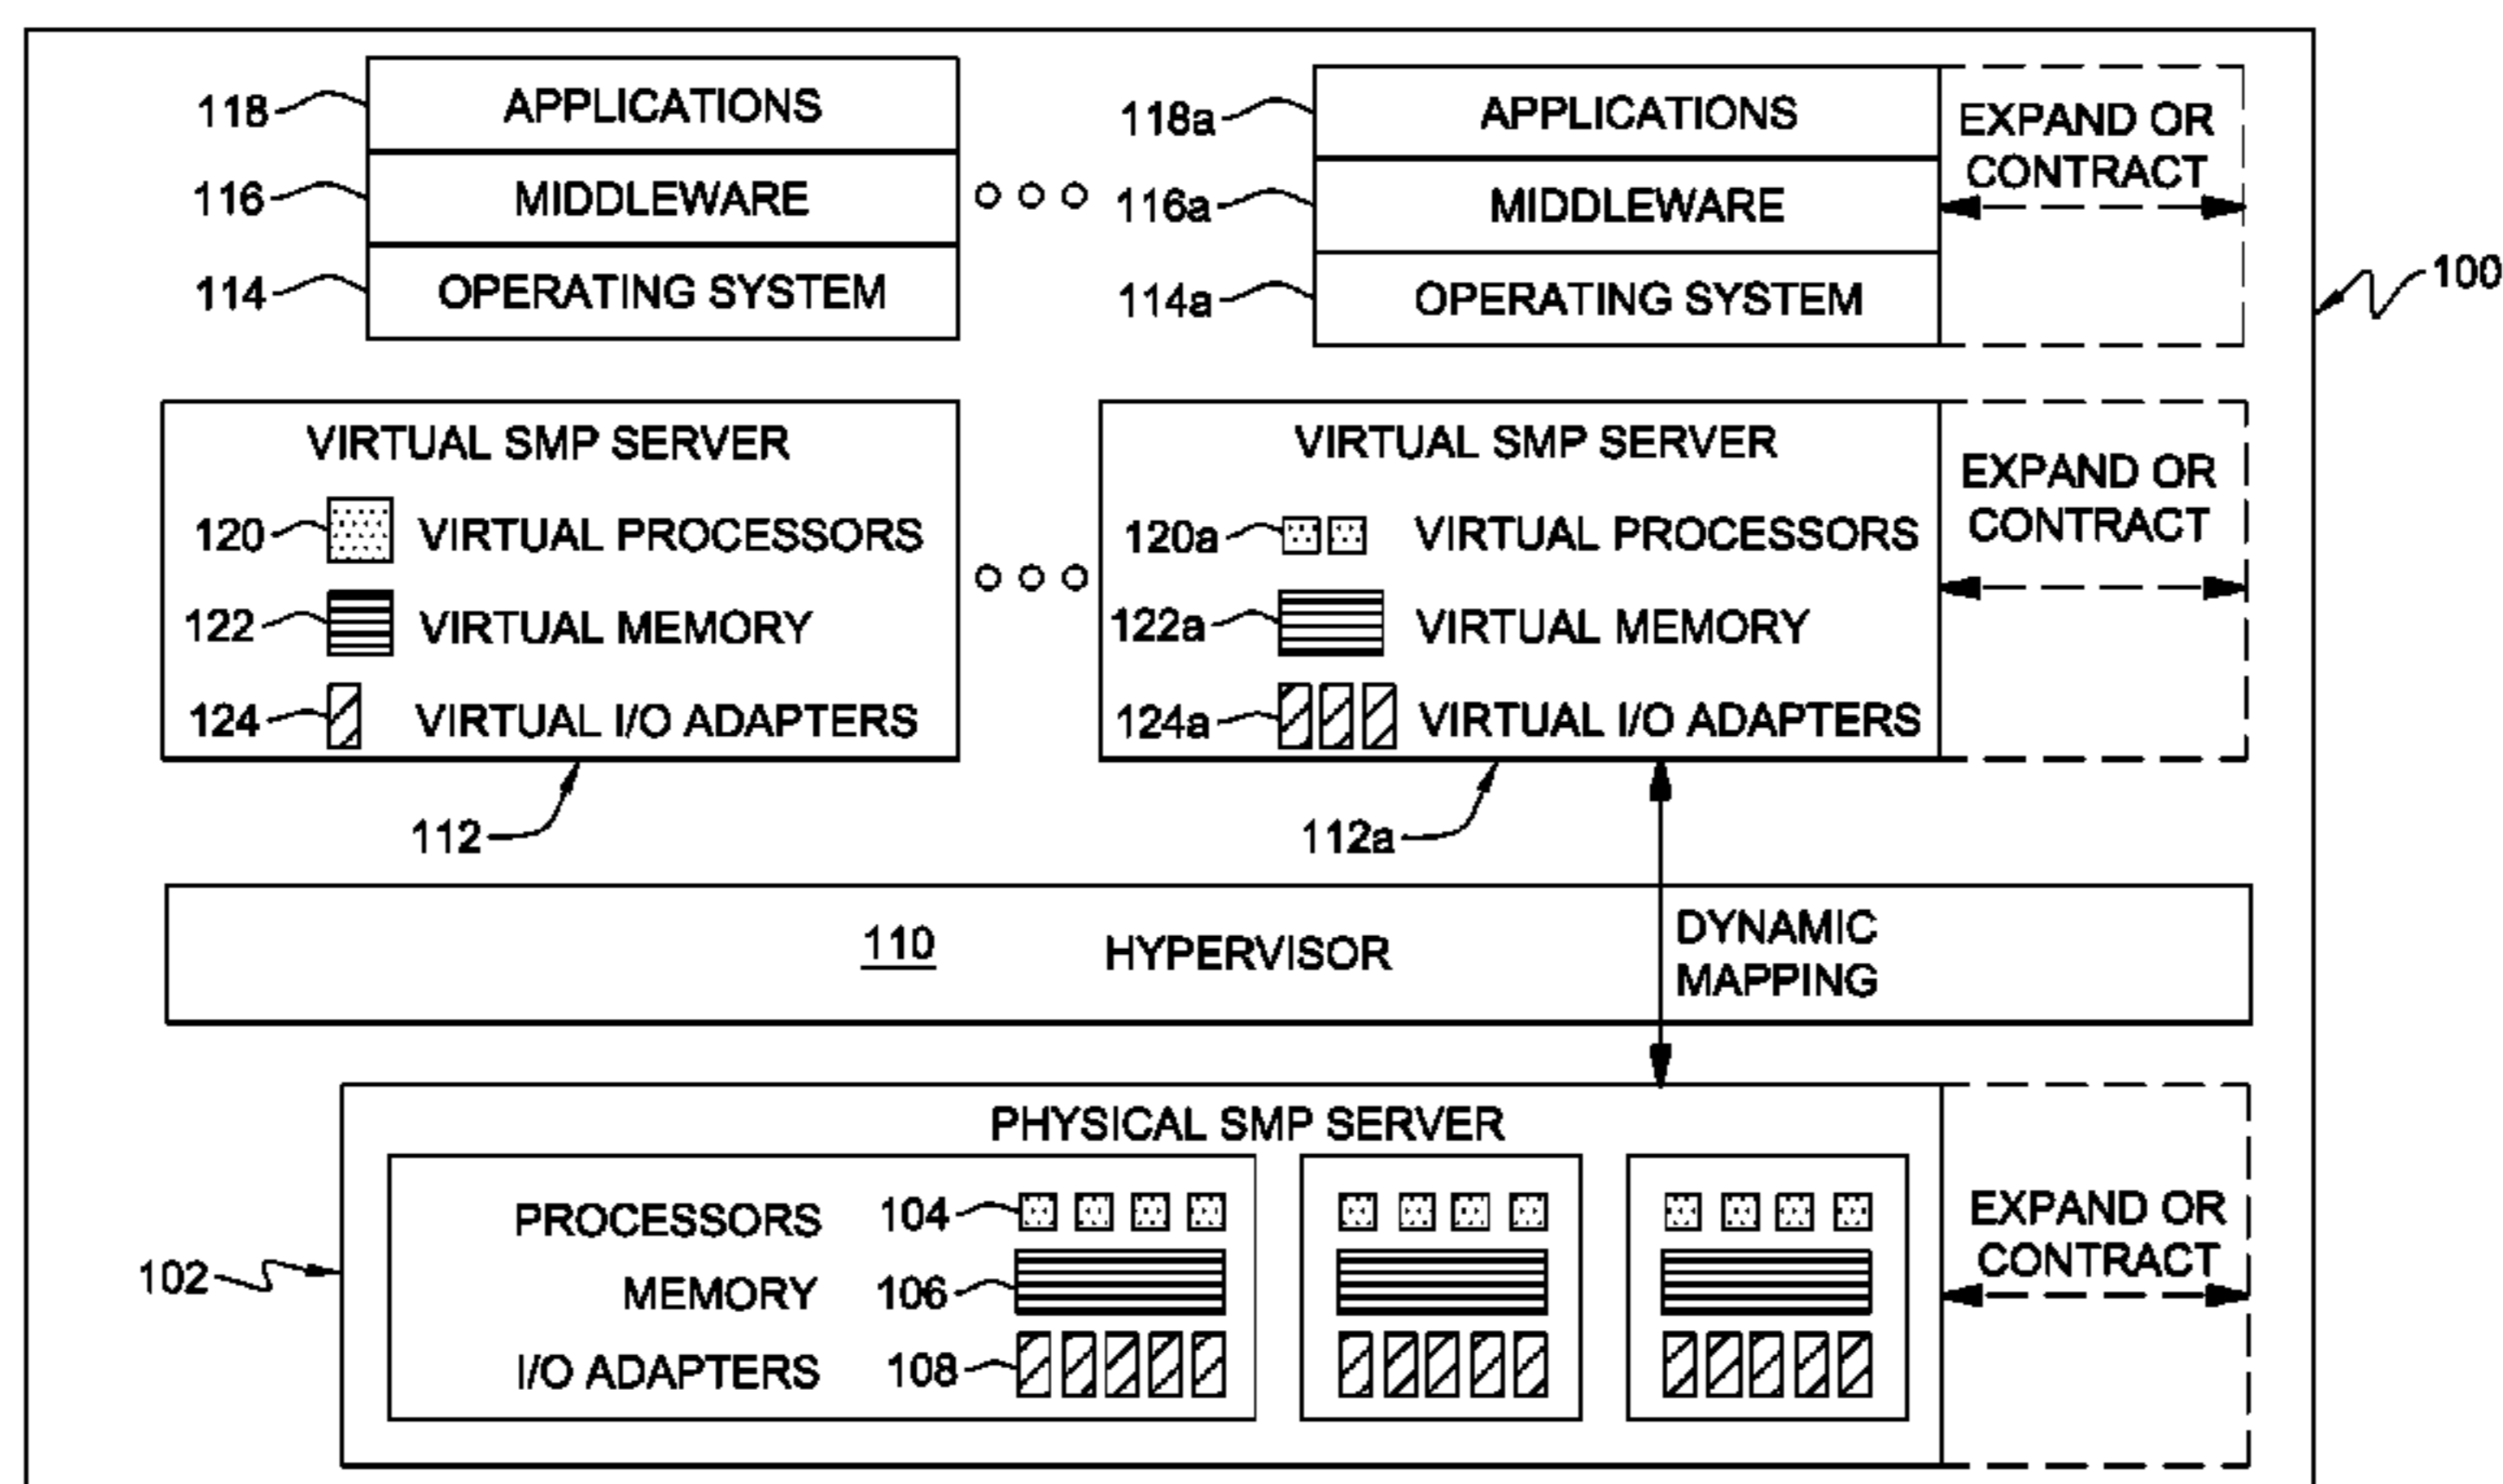 118
APPLICATIONS
116
MIDDLEWARE
114
OPERATING SYSTEM
118a
APPLICATIONS
116a
MIDDLEWARE
114a
OPERATING SYSTEM
EXPAND OR
CONTRACT
100
VIRTUAL SMP SERVER
120
VIRTUAL PROCESSORS
122
VIRTUAL MEMORY
124
VIRTUAL I/O ADAPTERS
112
VIRTUAL SMP SERVER
120a
VIRTUAL PROCESSORS
122a
VIRTUAL MEMORY
124a
VIRTUAL I/O ADAPTERS
112a
EXPAND OR
CONTRACT
110
HYPERVISOR
DYNAMIC
MAPPING
PHYSICAL SMP SERVER
102
PROCESSORS
104
MEMORY
106
I/O ADAPTERS
108
EXPAND OR
CONTRACT